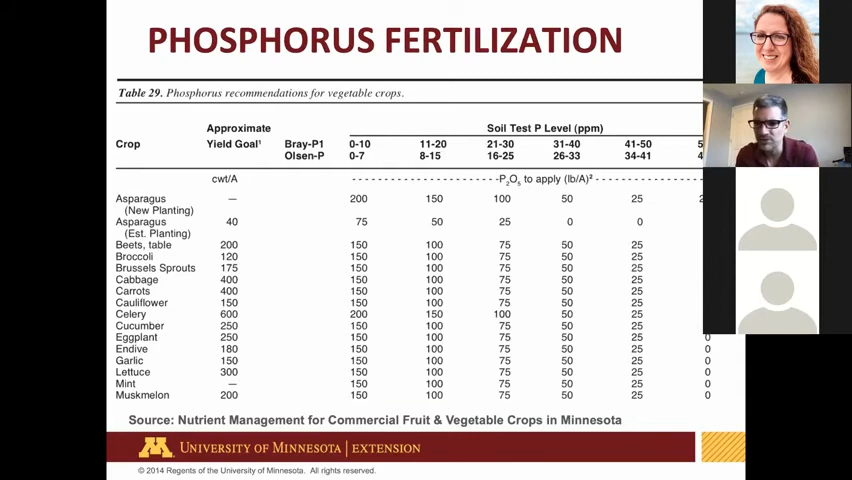 PHOSPHORUS FERTILIZATION
Table 29. Phosphorus recommendations for vegetable crops.
Approximate Soil Test P Level (ppm)
Crop Yield Goal¹ Bray-P1 0-10 11-20 21-30 31-40 41-50
Olsen-P 0-7 8-15 16-25 26-33 34-41
cwt/A - - - - - - - - - - - - - - - - - - - - - - -P₂O₅ to apply (lb/A)² - - - - - - - - - - - - - - - - -
Asparagus — 200 150 100 50 25
(New Planting)
Asparagus 40 75 50 25 0 0
(Est. Planting)
Beets, table 200 150 100 75 50 25
Broccoli 120 150 100 75 50 25
Brussels Sprouts 175 150 100 75 50 25
Cabbage 400 150 100 75 50 25
Carrots 400 150 100 75 50 25
Cauliflower 150 150 100 75 50 25
Celery 600 200 150 100 50 25
Cucumber 250 150 100 75 50 25
Eggplant 250 150 100 75 50 25 0
Endive 180 150 100 75 50 25 0
Garlic 150 150 100 75 50 25 0
Lettuce 300 150 100 75 50 25 0
Mint — 150 100 75 50 25 0
Muskmelon 200 150 100 75 50 25 0
Source: Nutrient Management for Commercial Fruit & Vegetable Crops in Minnesota
M UNIVERSITY OF MINNESOTA | EXTENSION
© 2014 Regents of the University of Minnesota. All rights reserved.